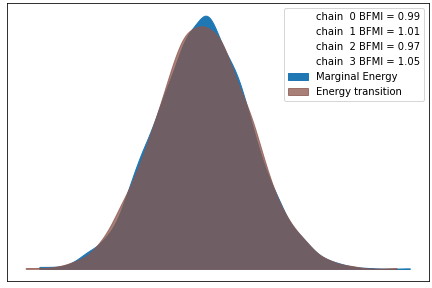 chain 0 BFMI = 0.99
chain 1 BFMI = 1.01
chain 2 BFMI = 0.97
chain 3 BFMI = 1.05
Marginal Energy
Energy transition